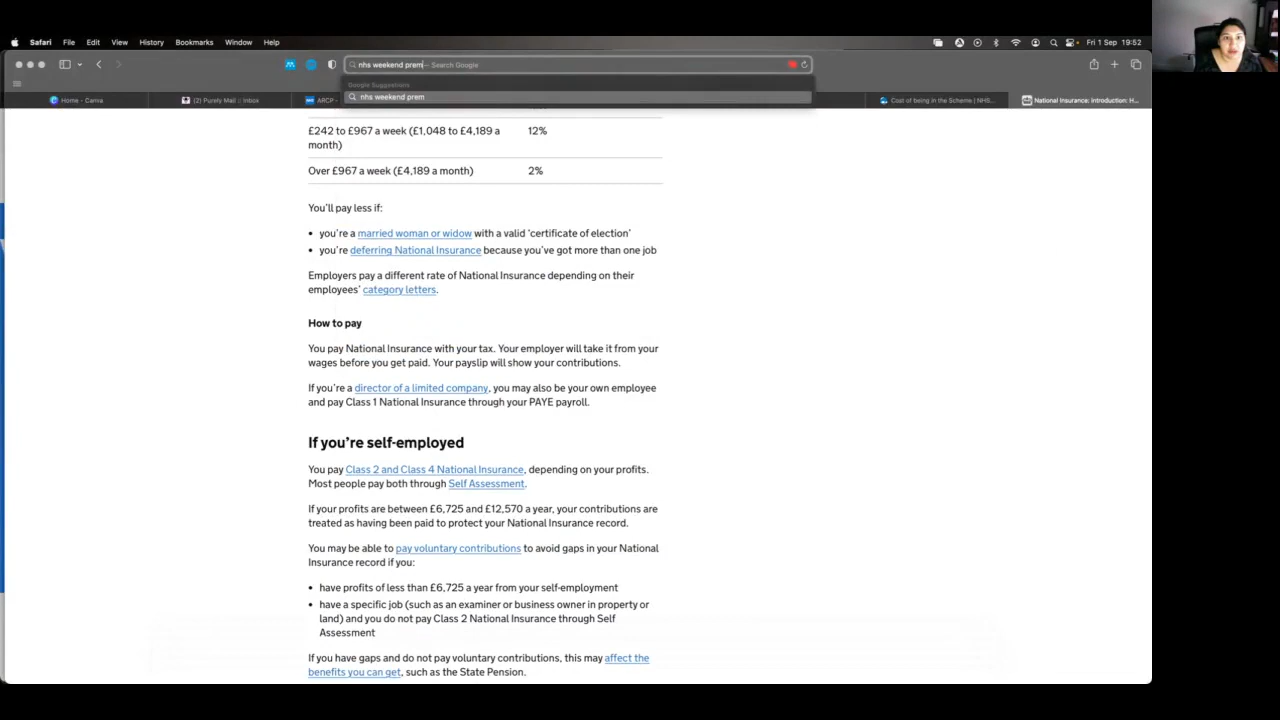 Safari File Edit View History Bookmarks Window Help Fri 1 Sep 19:52
nhs weekend prem – Search Google
Google Suggestions
nhs weekend prem
Home - Canva (2) Purely Mail :: Inbox ARCP - Cost of being in the Scheme | NHS... National Insurance: introduction: H...
£242 to £967 a week (£1,048 to £4,189 a 12%
month)
Over £967 a week (£4,189 a month) 2%
You’ll pay less if:
• you’re a married woman or widow with a valid ‘certificate of election’
• you’re deferring National Insurance because you’ve got more than one job
Employers pay a different rate of National Insurance depending on their
employees’ category letters.
How to pay
You pay National Insurance with your tax. Your employer will take it from your
wages before you get paid. Your payslip will show your contributions.
If you’re a director of a limited company, you may also be your own employee
and pay Class 1 National Insurance through your PAYE payroll.
If you’re self-employed
You pay Class 2 and Class 4 National Insurance, depending on your profits.
Most people pay both through Self Assessment.
If your profits are between £6,725 and £12,570 a year, your contributions are
treated as having been paid to protect your National Insurance record.
You may be able to pay voluntary contributions to avoid gaps in your National
Insurance record if you:
• have profits of less than £6,725 a year from your self-employment
• have a specific job (such as an examiner or business owner in property or
land) and you do not pay Class 2 National Insurance through Self
Assessment
If you have gaps and do not pay voluntary contributions, this may affect the
benefits you can get, such as the State Pension.